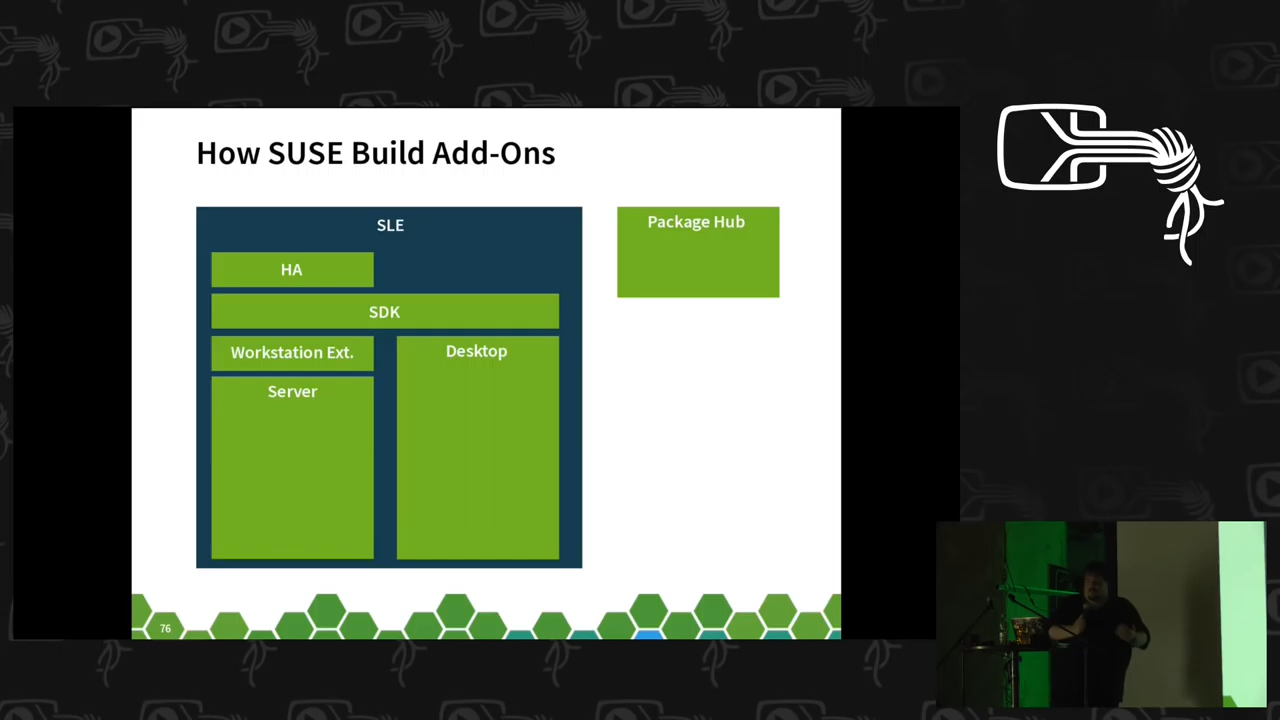 How SUSE Build Add-Ons
SLE
Package Hub
HA
SDK
Workstation Ext.
Desktop
Server
76